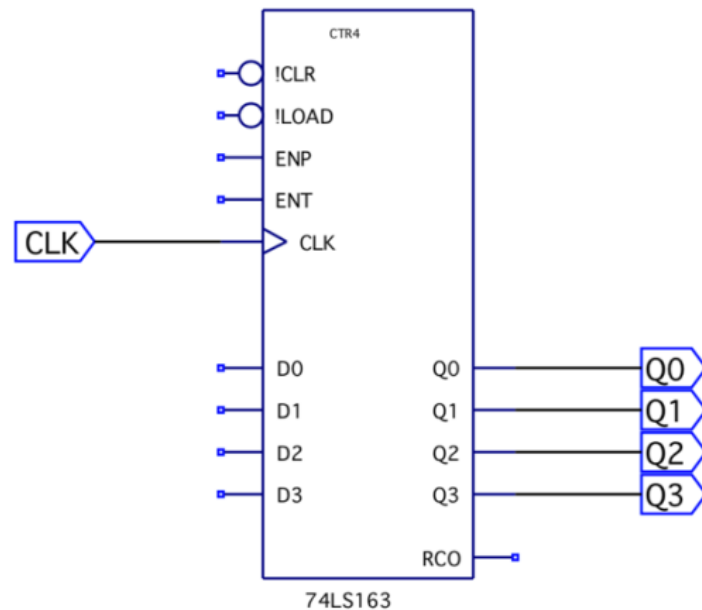 CTR4
!CLR
!LOAD
ENP
ENT
CLK CLK
D0 Q0 Q0
D1 Q1 Q1
D2 Q2 Q2
D3 Q3 Q3
RCO
74LS163